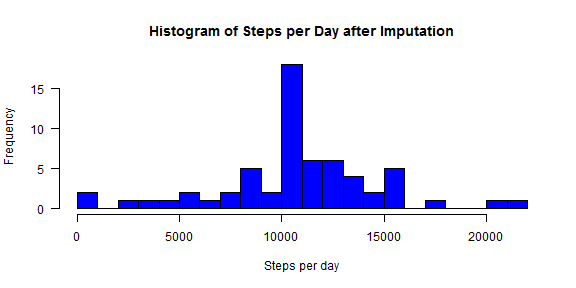 Histogram of Steps per Day after Imputation
Frequency
15
10
5
0
0 5000 10000 15000 20000
Steps per day